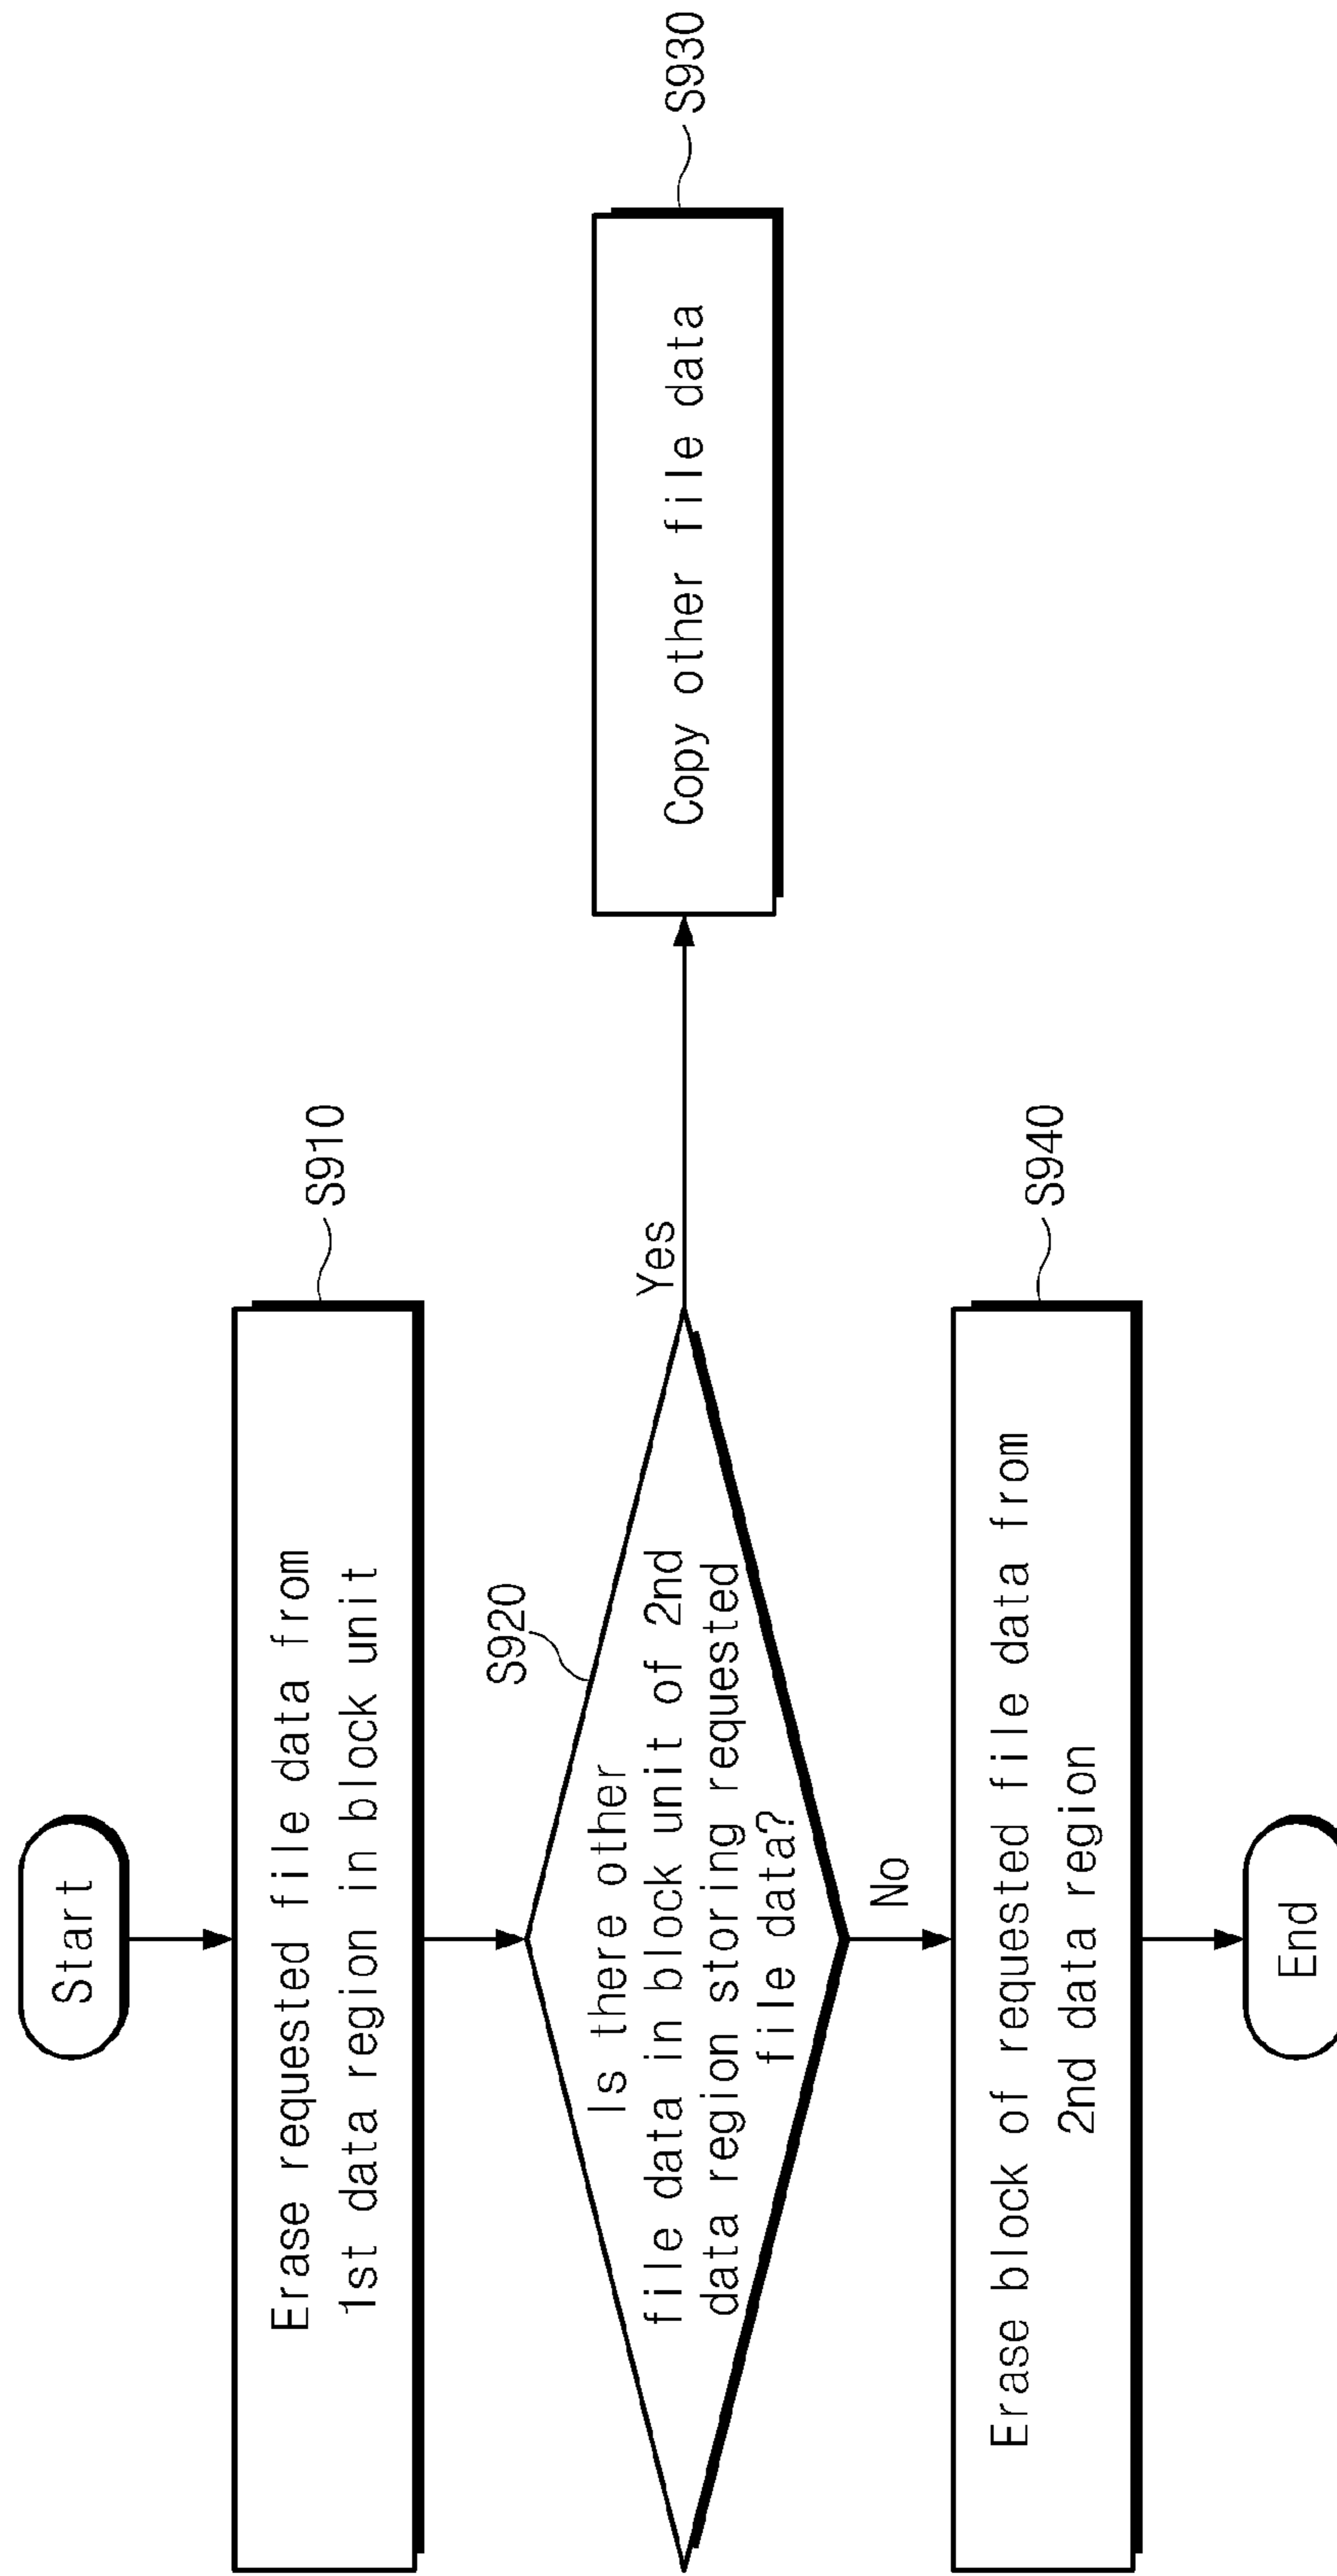 Start
Erase requested file data from
1st data region in block unit
S910
S920
Is there other
file data in block unit of 2nd
data region storing requested
file data?
Yes
Copy other file data
S930
No
Erase block of requested file data from
2nd data region
S940
End